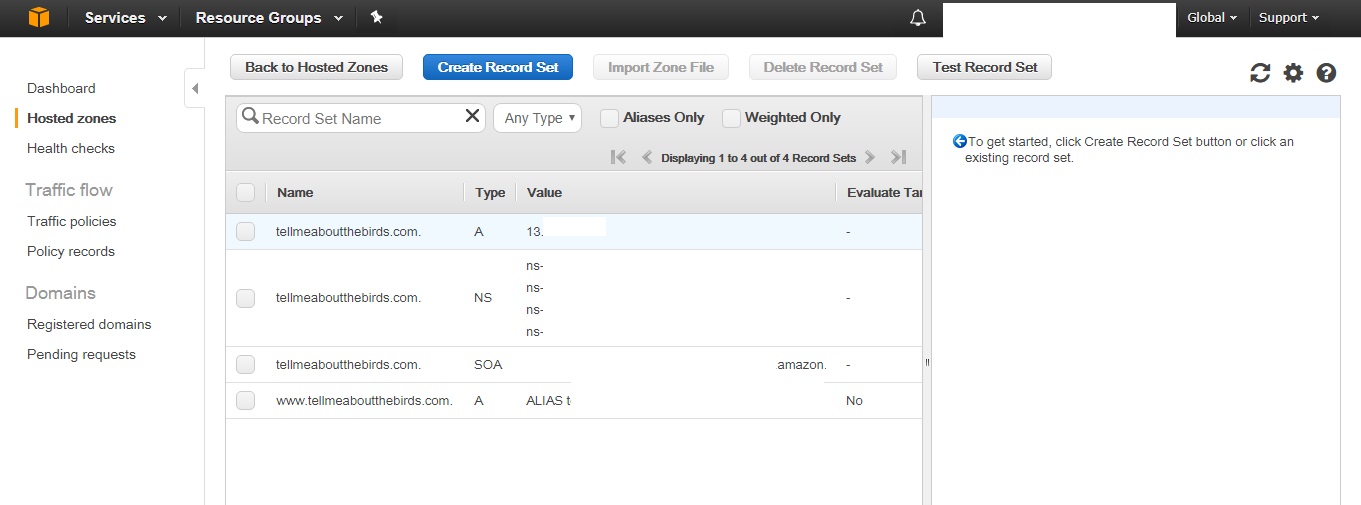 Services Resource Groups Global Support
Back to Hosted Zones Create Record Set Import Zone File Delete Record Set Test Record Set
Dashboard
Hosted zones
Health checks
Traffic flow
Traffic policies
Policy records
Domains
Registered domains
Pending requests
Record Set Name Any Type Aliases Only Weighted Only
Displaying 1 to 4 out of 4 Record Sets
Name Type Value Evaluate Tar
tellmeaboutthebirds.com. A 13. -
ns-
ns-
tellmeaboutthebirds.com. NS -
ns-
ns-
tellmeaboutthebirds.com. SOA amazon. -
www.tellmeaboutthebirds.com. A ALIAS t No
To get started, click Create Record Set button or click an
existing record set.